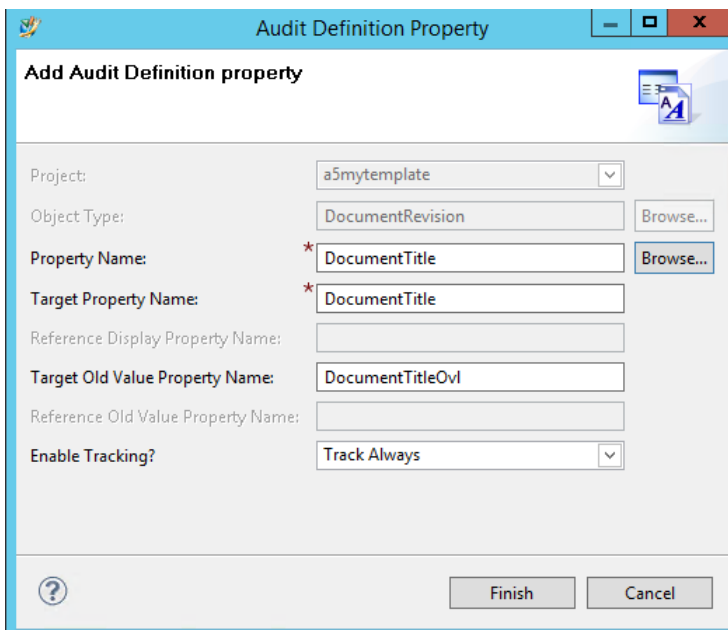 Audit Definition Property
Add Audit Definition property
Project: a5mytemplate
Object Type: DocumentRevision Browse...
Property Name: * DocumentTitle Browse...
Target Property Name: * DocumentTitle
Reference Display Property Name:
Target Old Value Property Name: DocumentTitleOvl
Reference Old Value Property Name:
Enable Tracking? Track Always
Finish Cancel